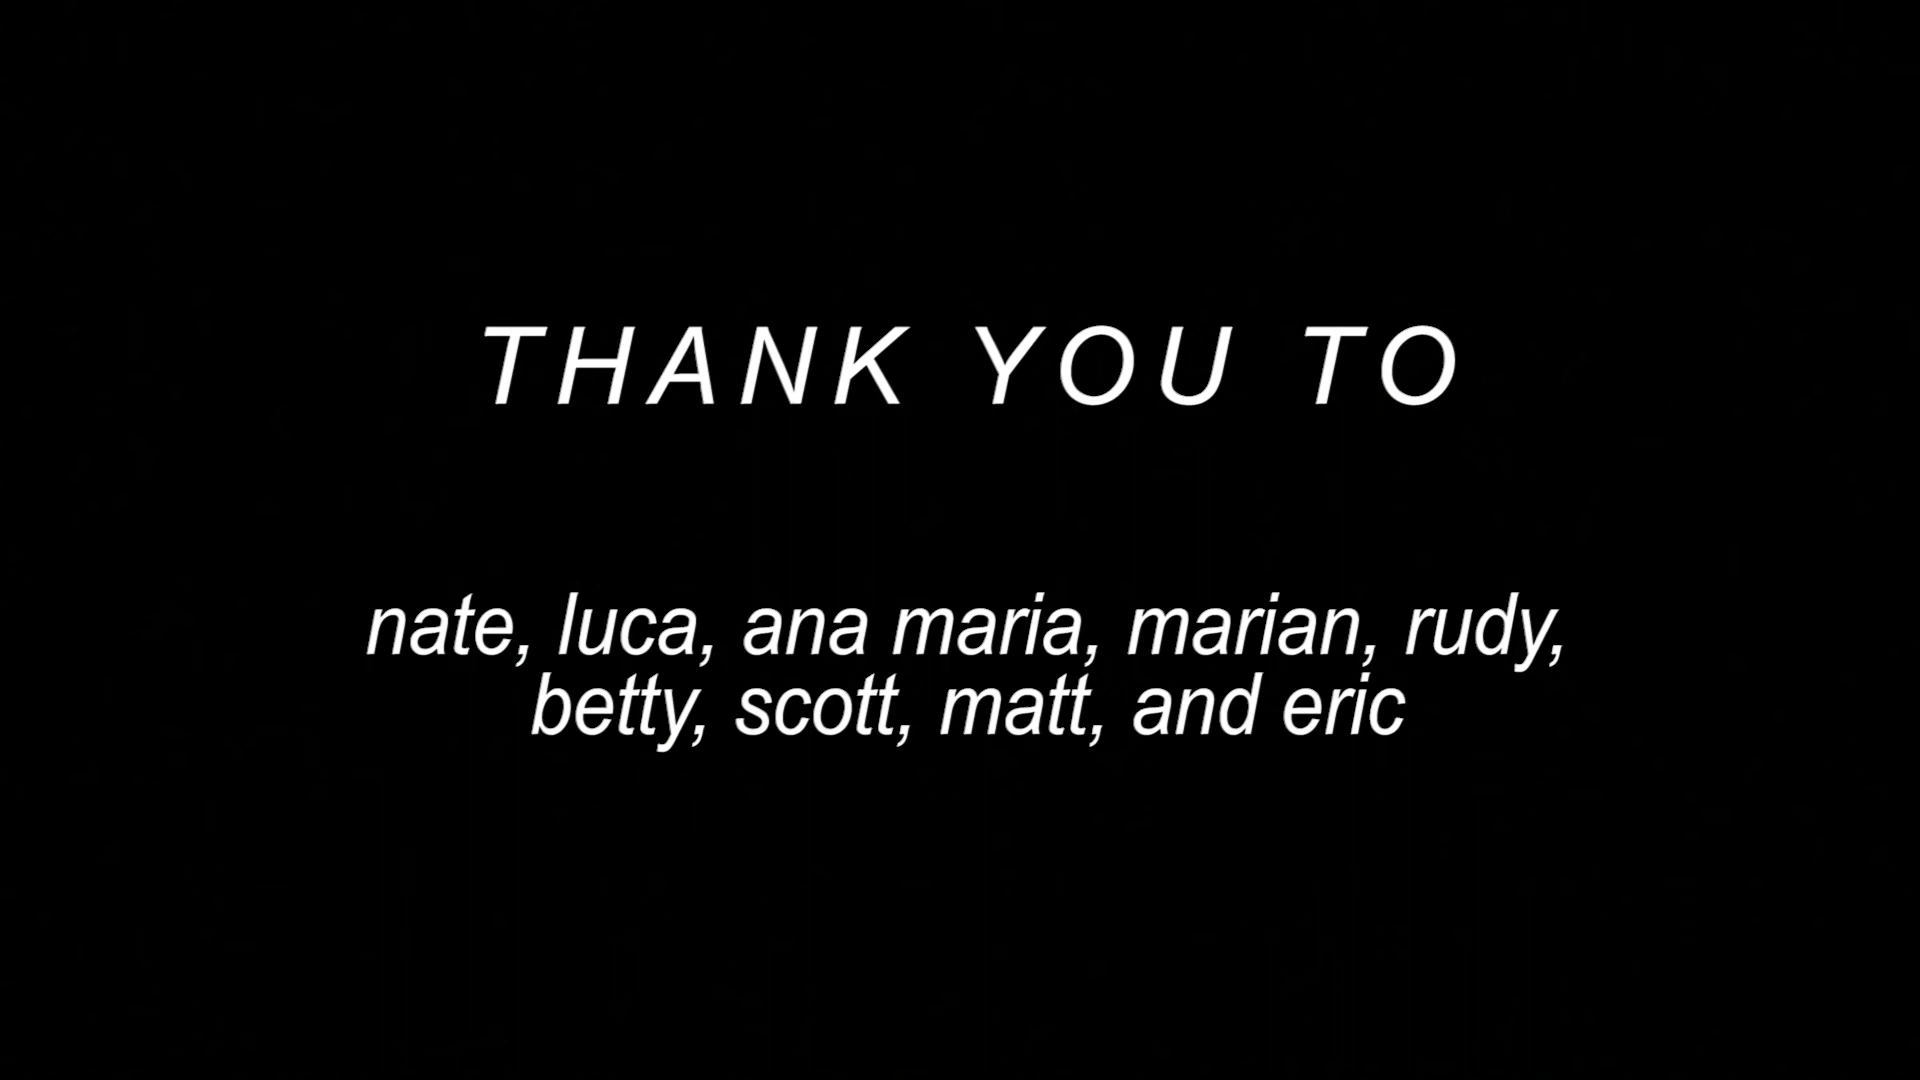 THANK YOU TO
nate, luca, ana maria, marian, rudy,
betty, scott, matt, and eric